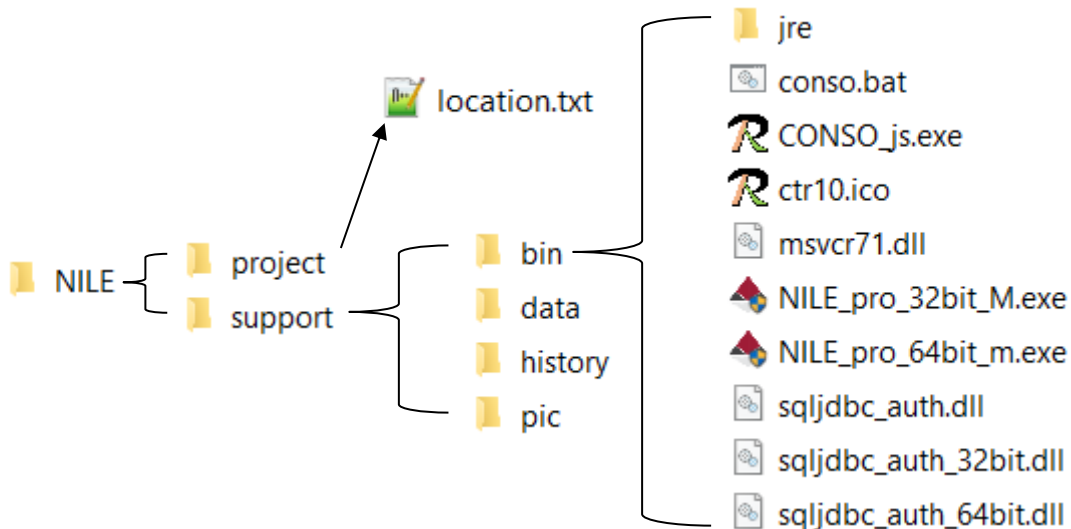 NILE
project
support
location.txt
bin
data
history
pic
jre
conso.bat
CONSO_js.exe
ctr10.ico
msvcr71.dll
NILE_pro_32bit_M.exe
NILE_pro_64bit_m.exe
sqljdbc_auth.dll
sqljdbc_auth_32bit.dll
sqljdbc_auth_64bit.dll